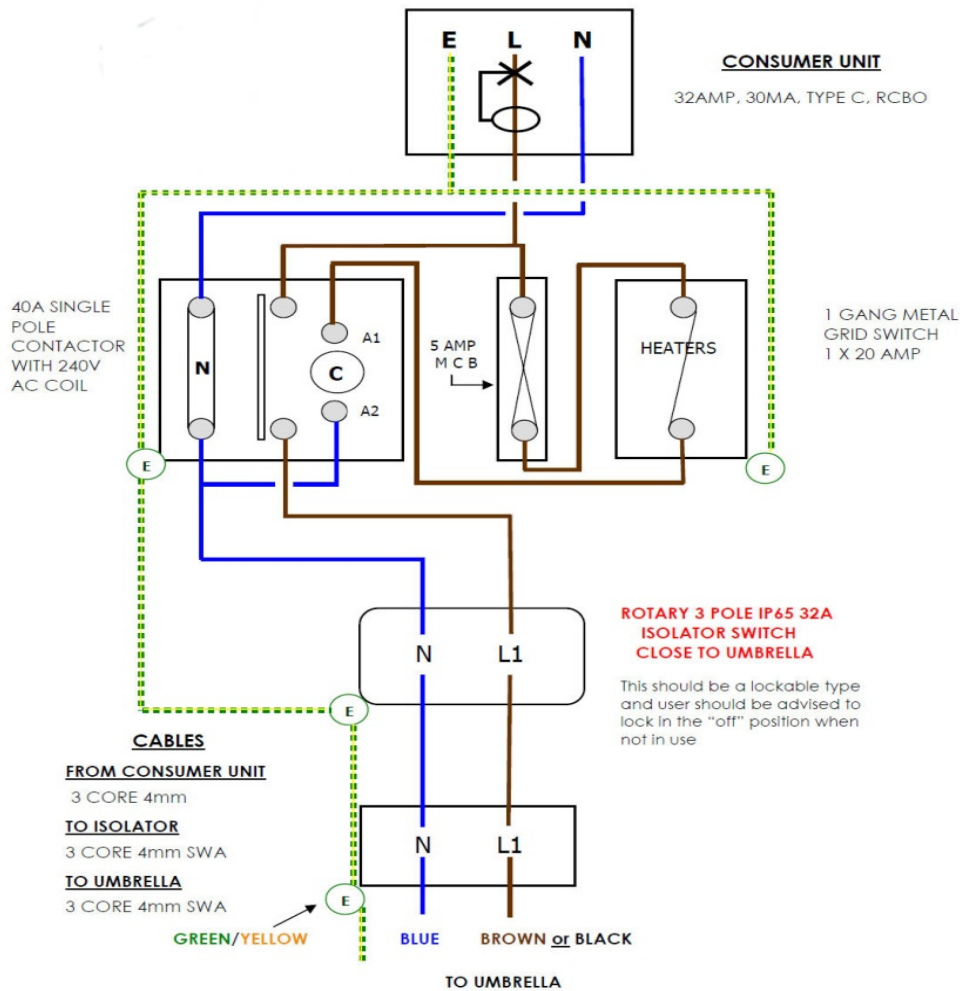 E L N
CONSUMER UNIT
32AMP, 30MA, TYPE C, RCBO
40A SINGLE
POLE
CONTACTOR
WITH 240V
AC COIL
N
A1
C
A2
5 AMP
M C B
HEATERS
1 GANG METAL
GRID SWITCH
1 X 20 AMP
E
E
ROTARY 3 POLE IP65 32A
ISOLATOR SWITCH
CLOSE TO UMBRELLA
N L1
This should be a lockable type
and user should be advised to
lock in the “off” position when
not in use
E
CABLES
FROM CONSUMER UNIT
3 CORE 4mm
TO ISOLATOR
3 CORE 4mm SWA
TO UMBRELLA
3 CORE 4mm SWA
N L1
E
GREEN/YELLOW BLUE BROWN or BLACK
TO UMBRELLA